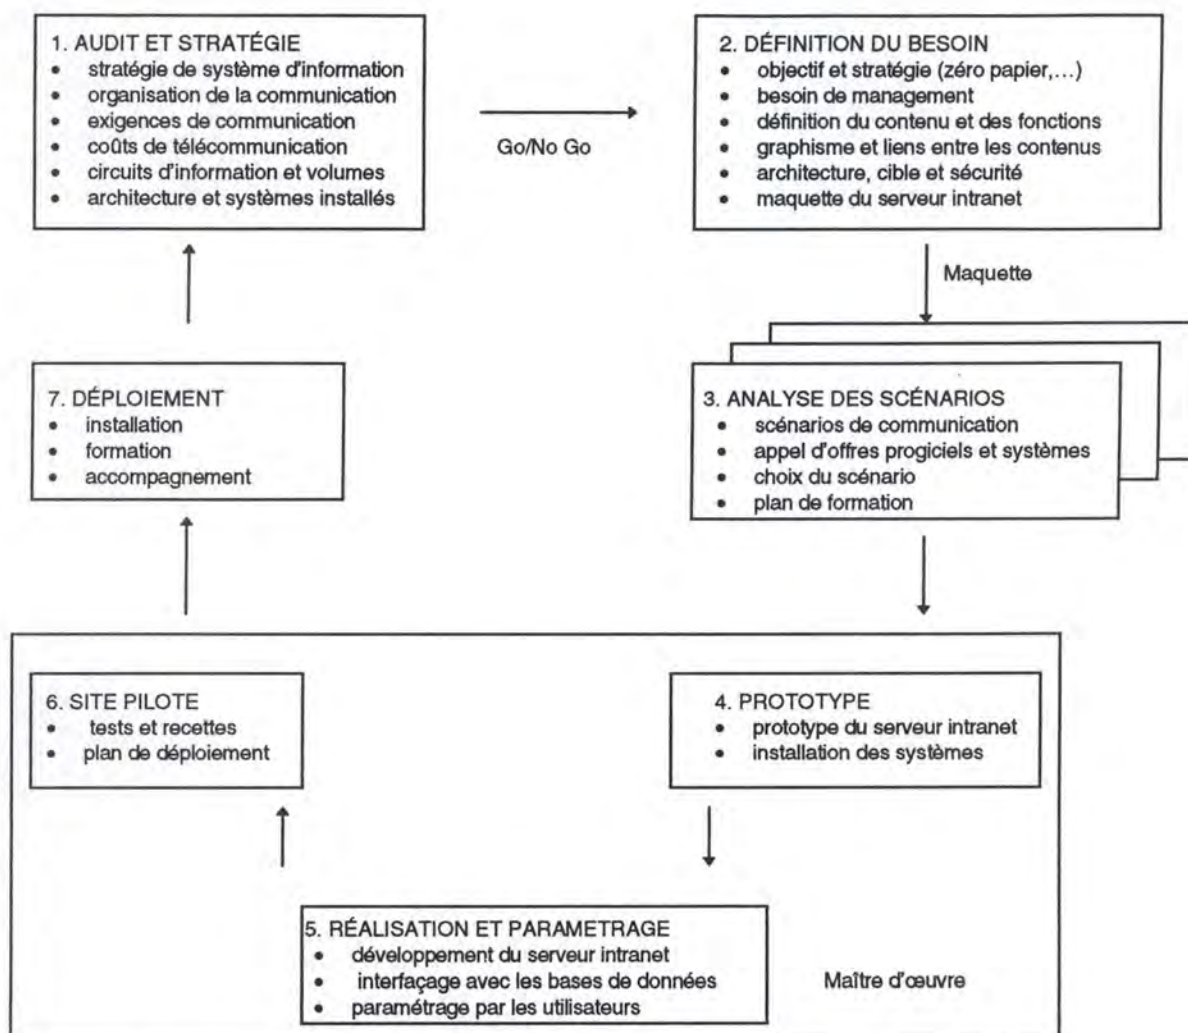 1. AUDIT ET STRATÉGIE
• stratégie de système d'information
• organisation de la communication
• exigences de communication
• coûts de télécommunication
• circuits d'information et volumes
• architecture et systèmes installés
Go/No Go
2. DÉFINITION DU BESOIN
• objectif et stratégie (zéro papier,...)
• besoin de management
• définition du contenu et des fonctions
• graphisme et liens entre les contenus
• architecture, cible et sécurité
• maquette du serveur intranet
Maquette
3. ANALYSE DES SCÉNARIOS
• scénarios de communication
• appel d'offres progiciels et systèmes
• choix du scénario
• plan de formation
4. PROTOTYPE
• prototype du serveur intranet
• installation des systèmes
5. RÉALISATION ET PARAMETRAGE
• développement du serveur intranet
• interfaçage avec les bases de données
• paramétrage par les utilisateurs
Maître d'œuvre
6. SITE PILOTE
• tests et recettes
• plan de déploiement
7. DÉPLOIEMENT
• installation
• formation
• accompagnement